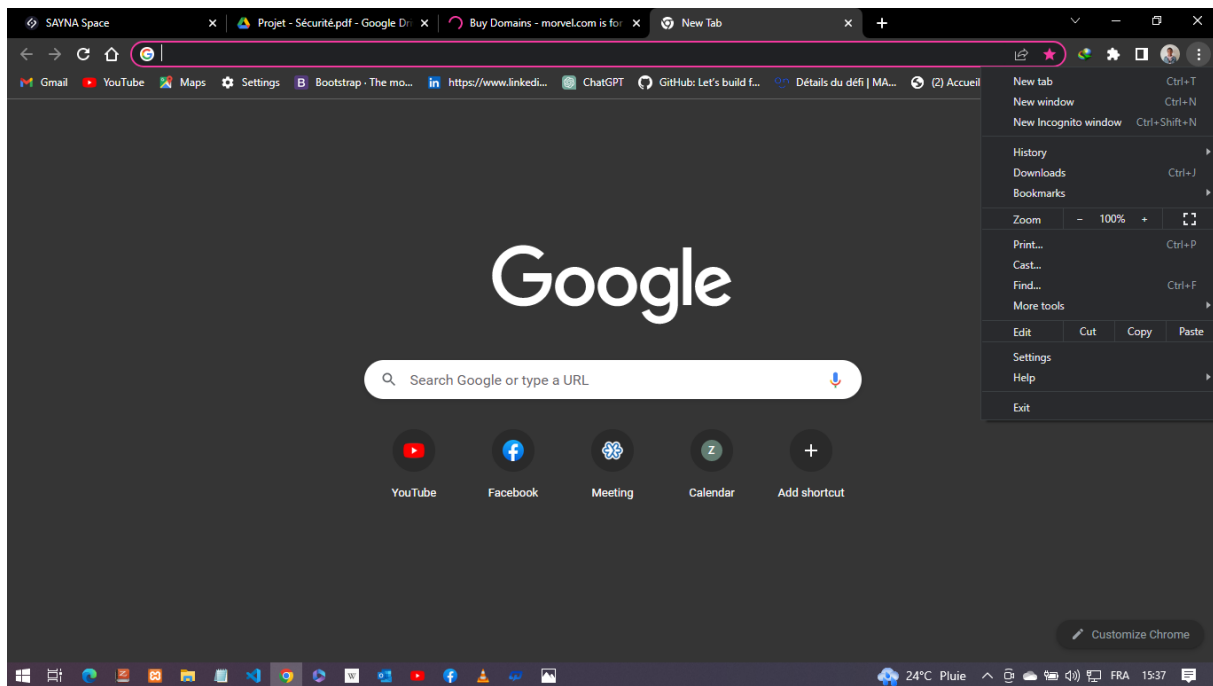 SAYNA Space
Projet - Sécurité.pdf - Google Dri
Buy Domains - morvel.com is for
New Tab
Gmail
YouTube
Maps
Settings
B Bootstrap · The mo...
in https://www.linkedi...
ChatGPT
GitHub: Let's build f...
Détails du défi | MA...
(2) Accueil
New tab Ctrl+T
New window Ctrl+N
New Incognito window Ctrl+Shift+N
History
Downloads Ctrl+J
Bookmarks
Zoom - 100% +
Print... Ctrl+P
Cast...
Find... Ctrl+F
More tools
Edit Cut Copy Paste
Settings
Help
Exit
Google
Search Google or type a URL
Z
YouTube
Facebook
Meeting
Calendar
Add shortcut
Customize Chrome
24°C Pluie
FRA
15:37